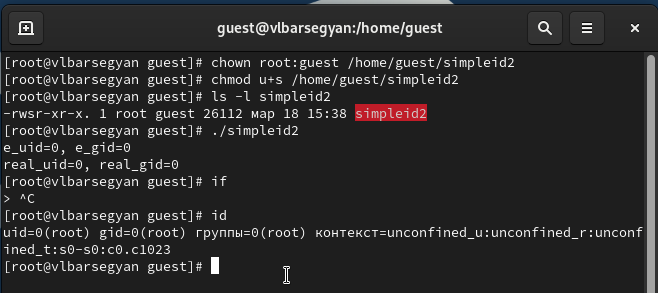 guest@vlbarsegyan:/home/guest
[root@vlbarsegyan guest]# chown root:guest /home/guest/simpleid2
[root@vlbarsegyan guest]# chmod u+s /home/guest/simpleid2
[root@vlbarsegyan guest]# ls -l simpleid2
-rwsr-xr-x. 1 root guest 26112 мар 18 15:38 simpleid2
[root@vlbarsegyan guest]# ./simpleid2
e_uid=0, e_gid=0
real_uid=0, real_gid=0
[root@vlbarsegyan guest]# if
> ^C
[root@vlbarsegyan guest]# id
uid=0(root) gid=0(root) группы=0(root) контекст=unconfined_u:unconfined_r:unconf
ined_t:s0-s0:c0.c1023
[root@vlbarsegyan guest]#